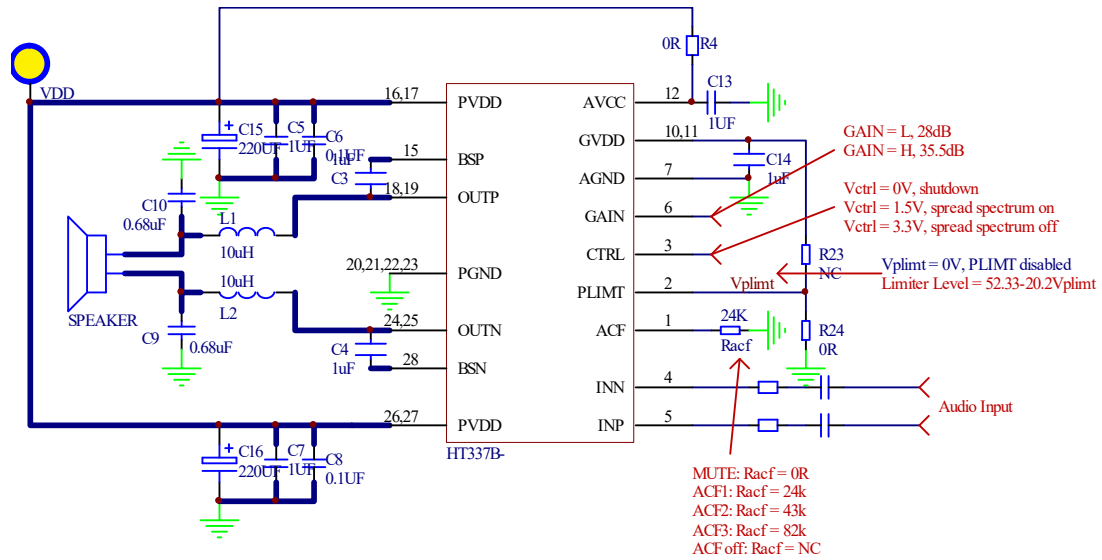 0R
R4
VDD
C13
16,17
PVDD
AVCC
12
1UF
C15
C5
C6
220UF
1UF
0.1UF
10,11
GVDD
GAIN = L, 28dB
GAIN = H, 35.5dB
15
BSP
1uF
C3
C14
1uF
AGND
7
18,19
OUTP
Vctrl = 0V, shutdown
Vctrl = 1.5V, spread spectrum on
Vctrl = 3.3V, spread spectrum off
C10
0.68uF
L1
10uH
GAIN
6
CTRL
3
R23
NC
20,21,22,23
PGND
Vplimt = 0V, PLIMT disabled
Limiter Level = 52.33-20.2Vplimt
10uH
L2
PLIMT
2
Vplimt
SPEAKER
24,25
OUTN
ACF
1
24K
Racf
R24
0R
C9
0.68uF
C4
1uF
28
BSN
INN
4
Audio Input
26,27
PVDD
INP
5
C16
C7
C8
220UF
1UF
0.1UF
HT337B-
MUTE: Racf = 0R
ACF1: Racf = 24k
ACF2: Racf = 43k
ACF3: Racf = 82k
ACF off: Racf = NC